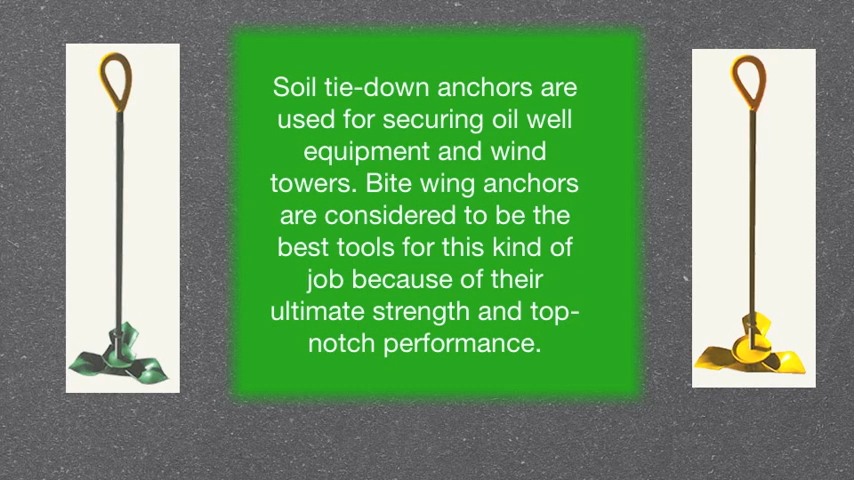 Soil tie-down anchors are
used for securing oil well
equipment and wind
towers. Bite wing anchors
are considered to be the
best tools for this kind of
job because of their
ultimate strength and top-
notch performance.